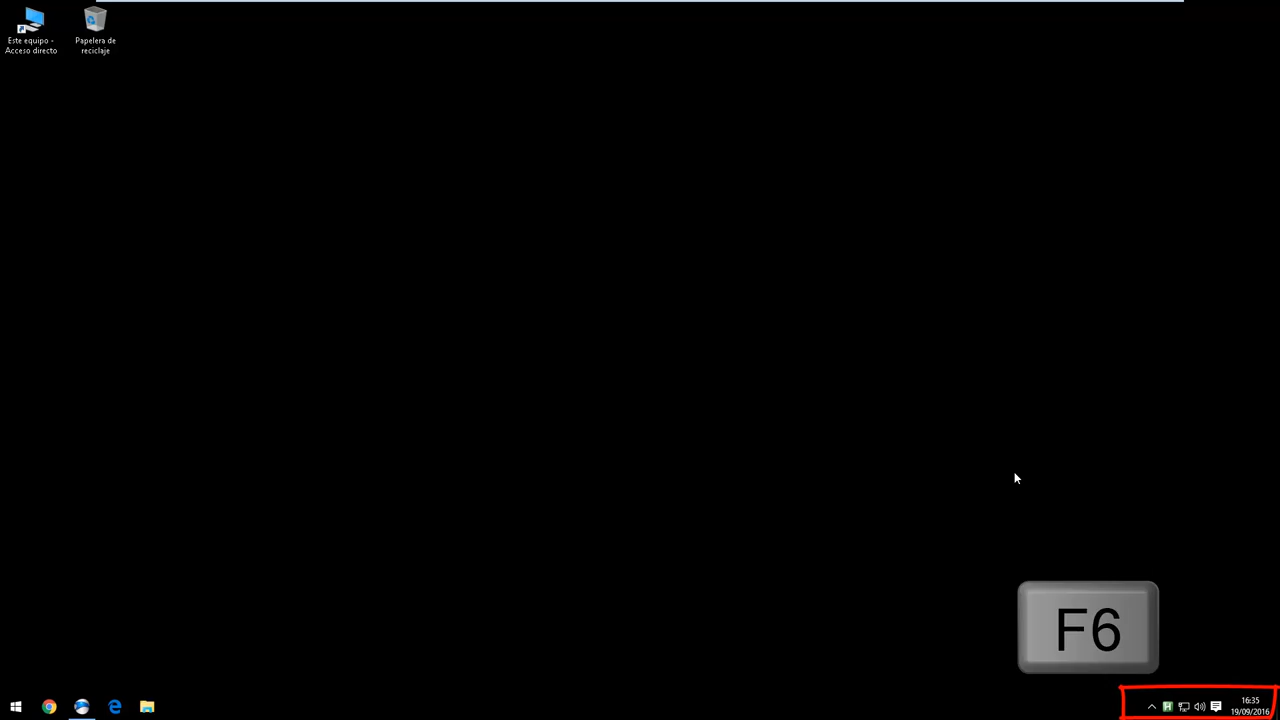 Este equipo -
Acceso directo
Papelera de
reciclaje
F6
16:35
19/09/2016